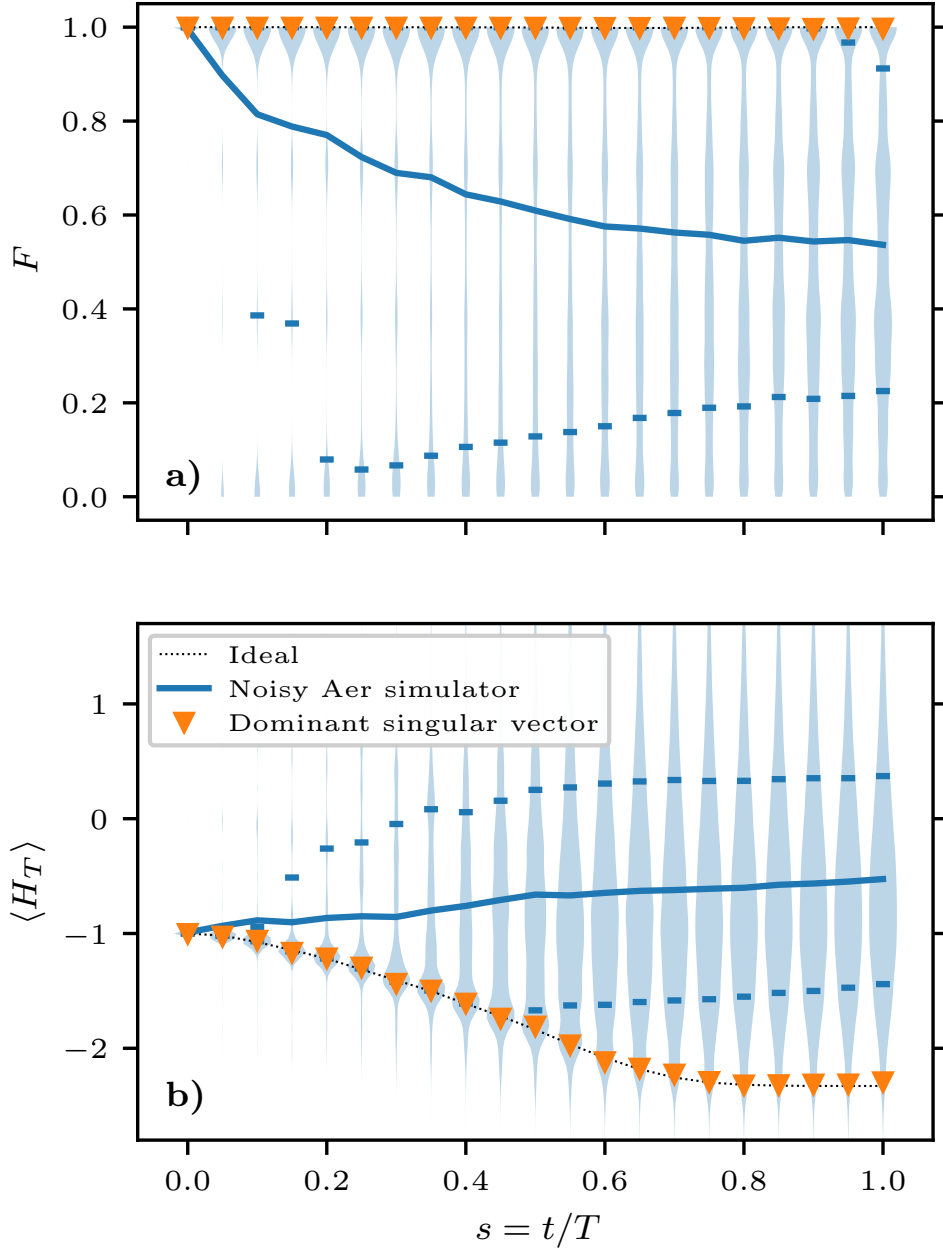 1.0
0.8
0.6
F
0.4
0.2
a)
0.0
Ideal
Noisy Aer simulator
Dominant singular vector
1
0
⟨H_T⟩
−1
−2
b)
0.0 0.2 0.4 0.6 0.8 1.0
s = t/T